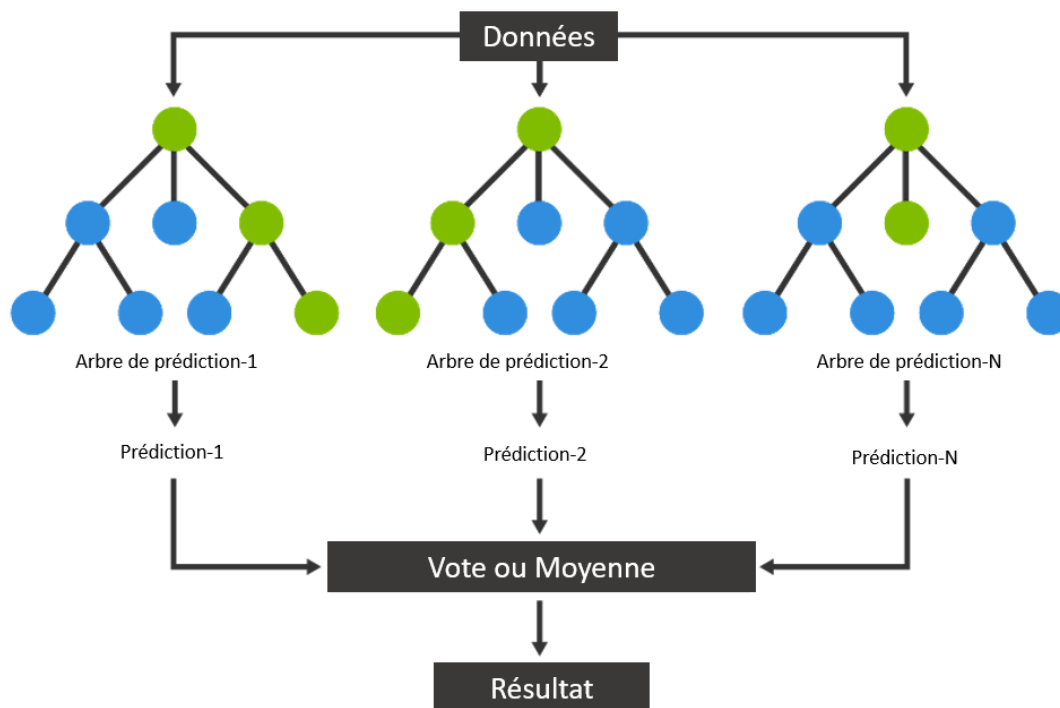 Données
Arbre de prédiction-1
Arbre de prédiction-2
Arbre de prédiction-N
Prédiction-1
Prédiction-2
Prédiction-N
Vote ou Moyenne
Résultat